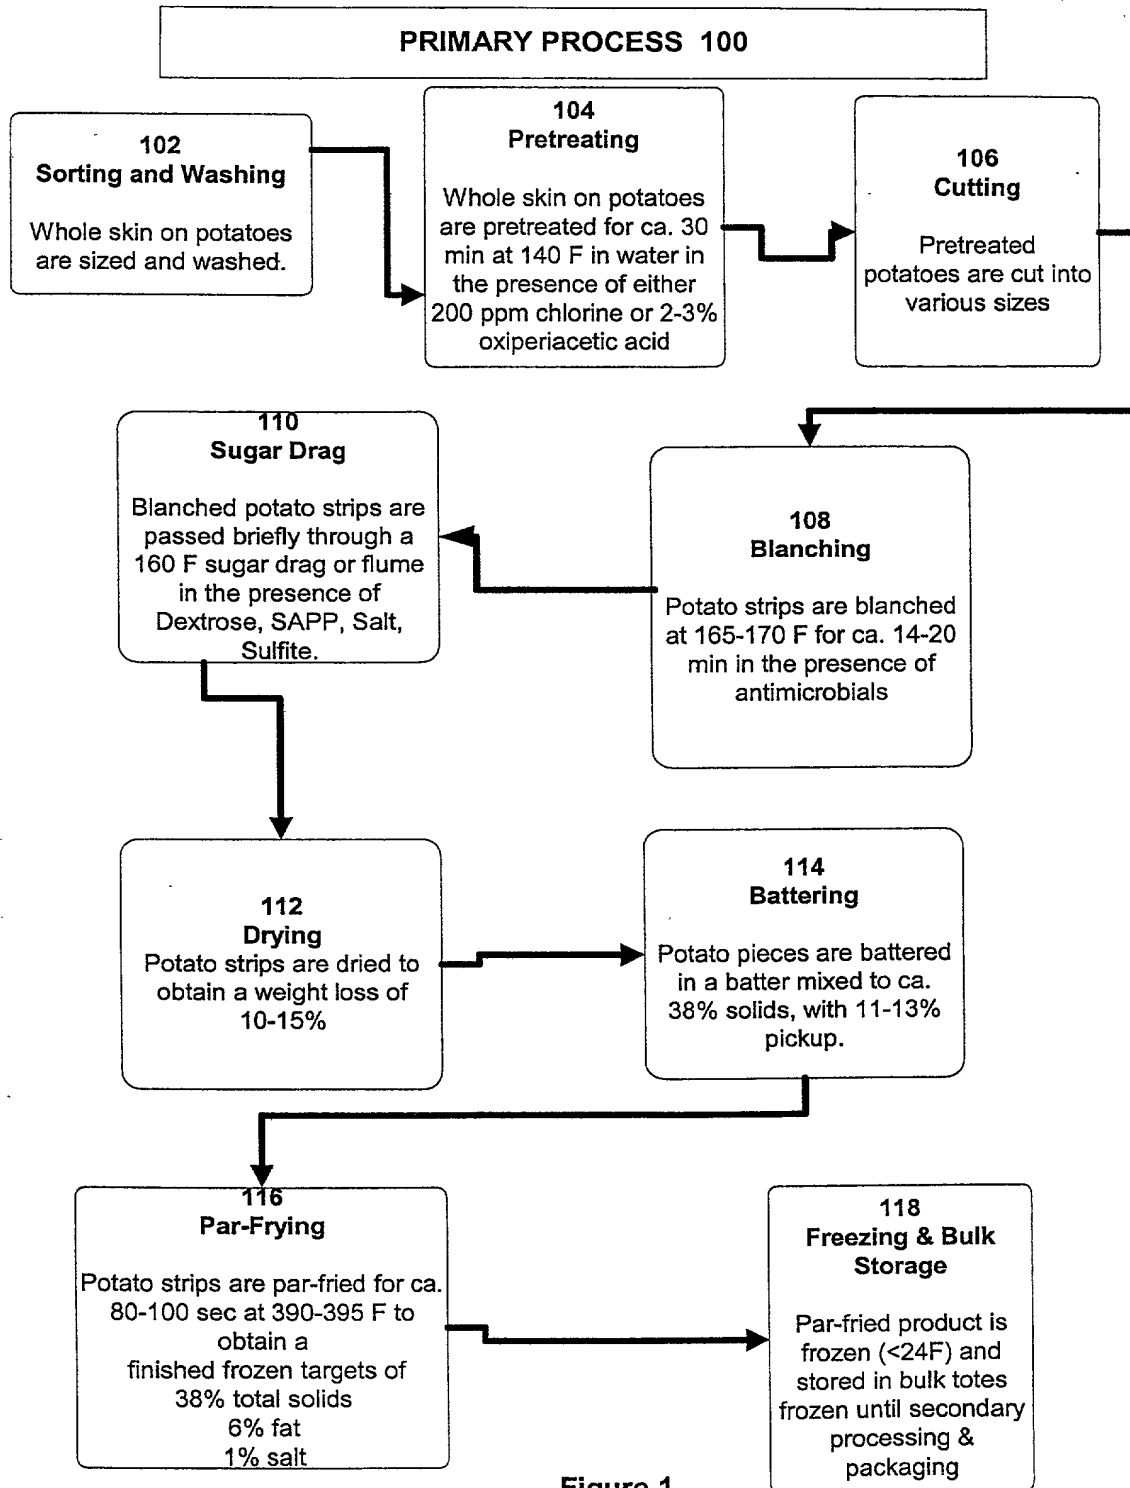 PRIMARY PROCESS 100
102
Sorting and Washing
Whole skin on potatoes
are sized and washed.
104
Pretreating
Whole skin on potatoes
are pretreated for ca. 30
min at 140 F in water in
the presence of either
200 ppm chlorine or 2-3%
oxiperiacetic acid
106
Cutting
Pretreated
potatoes are cut into
various sizes
108
Blanching
Potato strips are blanched
at 165-170 F for ca. 14-20
min in the presence of
antimicrobials
110
Sugar Drag
Blanched potato strips are
passed briefly through a
160 F sugar drag or flume
in the presence of
Dextrose, SAPP, Salt,
Sulfite.
112
Drying
Potato strips are dried to
obtain a weight loss of
10-15%
114
Battering
Potato pieces are battered
in a batter mixed to ca.
38% solids, with 11-13%
pickup.
116
Par-Frying
Potato strips are par-fried for ca.
80-100 sec at 390-395 F to
obtain a
finished frozen targets of
38% total solids
6% fat
1% salt
118
Freezing & Bulk
Storage
Par-fried product is
frozen (<24F) and
stored in bulk totes
frozen until secondary
processing &
packaging
Figure 1